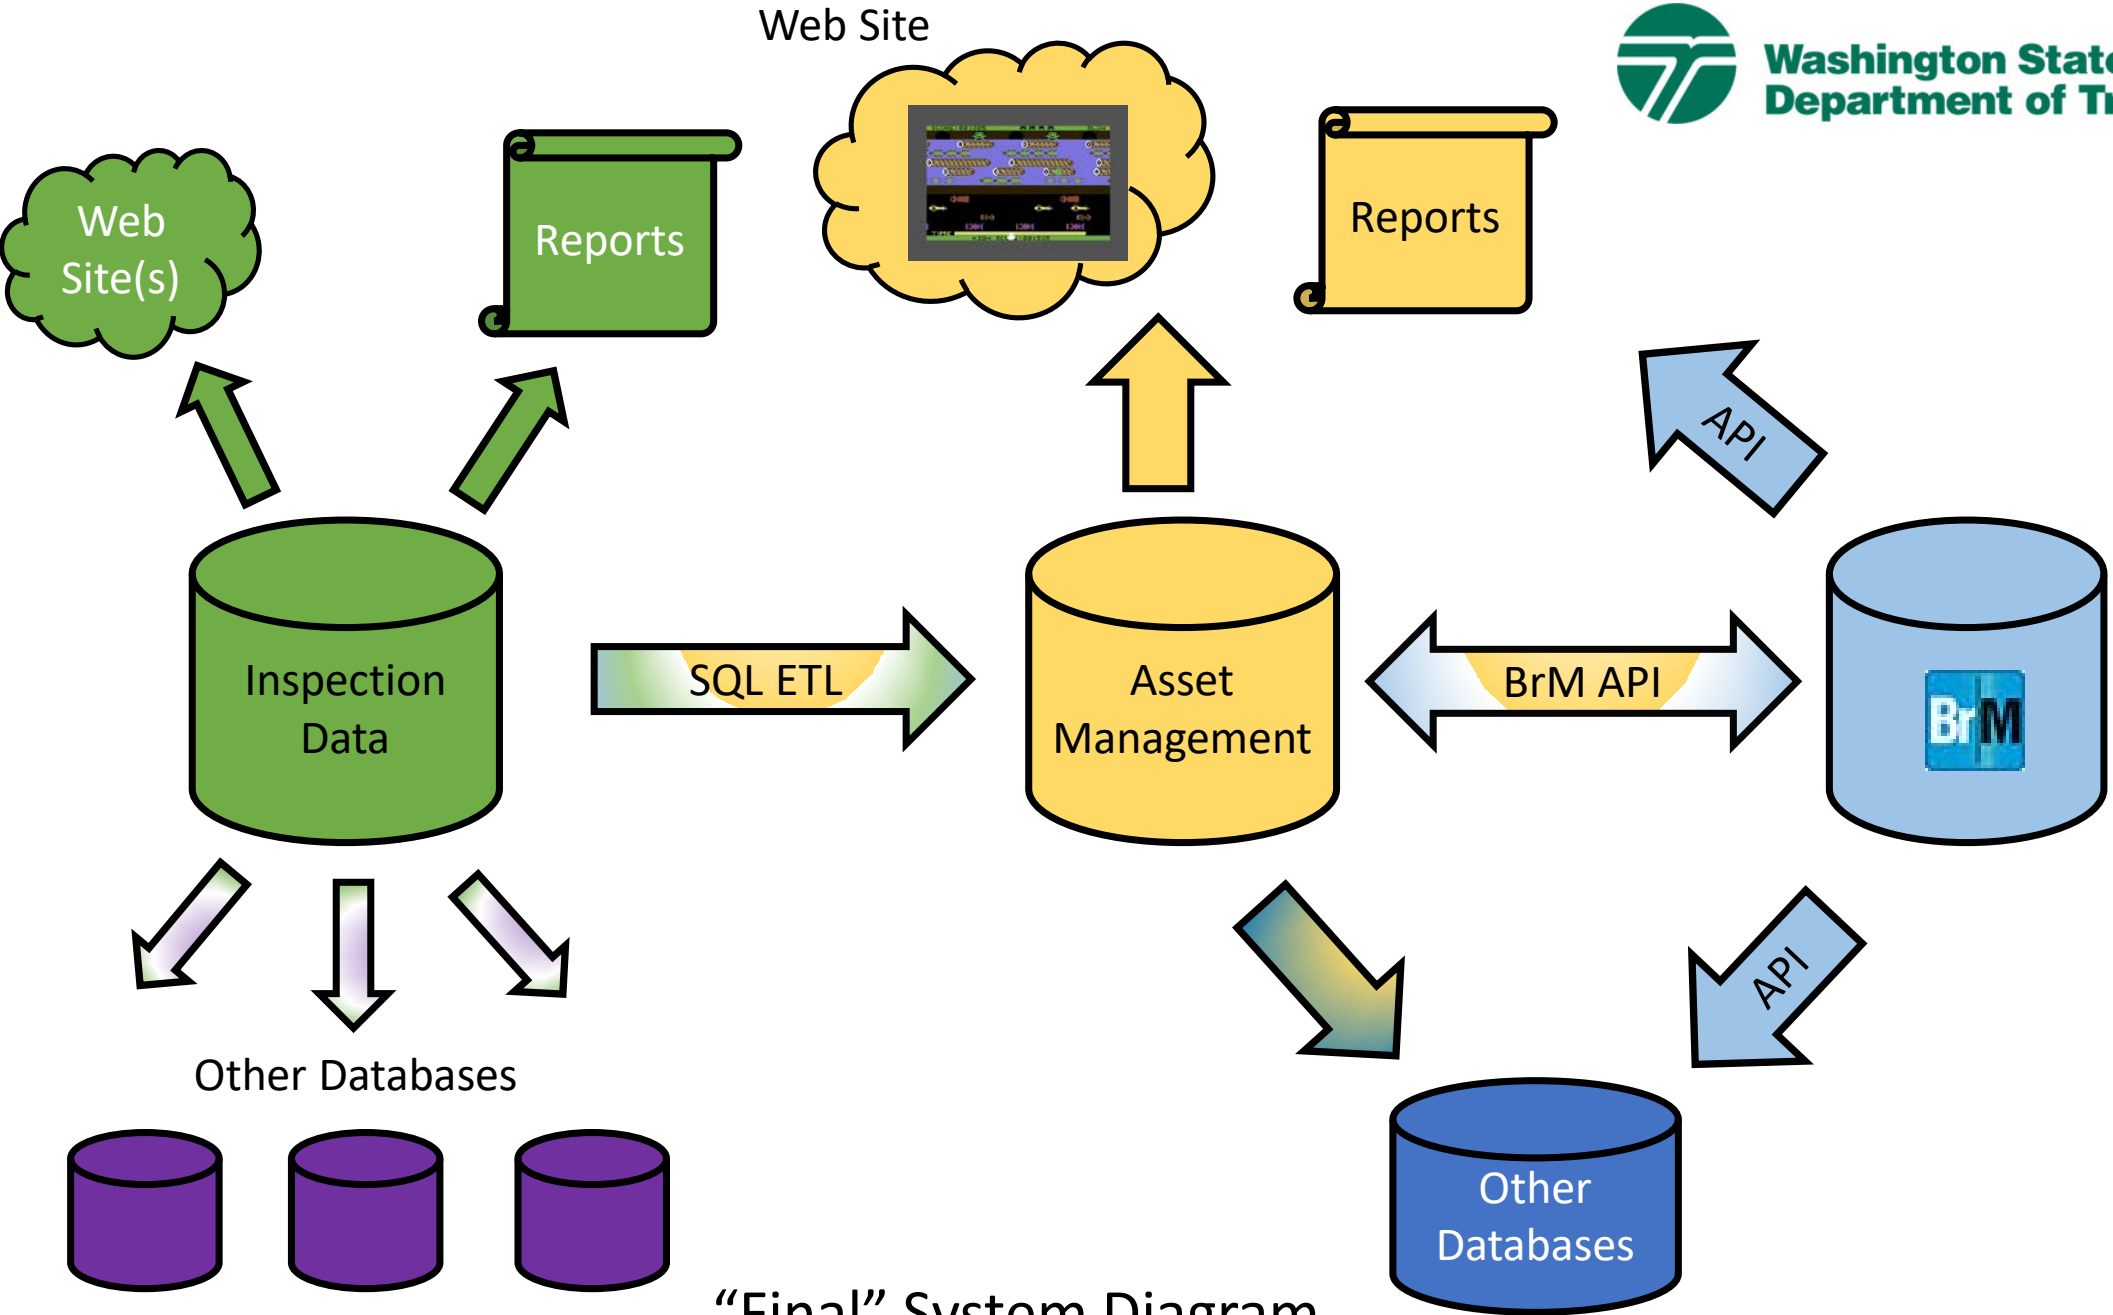 Web Site
Washington State
Department of Tr
Web
Site(s)
Reports
Reports
API
Inspection
Data
SQL ETL
Asset
Management
BrM API
BrM
API
Other Databases
Other
Databases
“Final” System Diagram